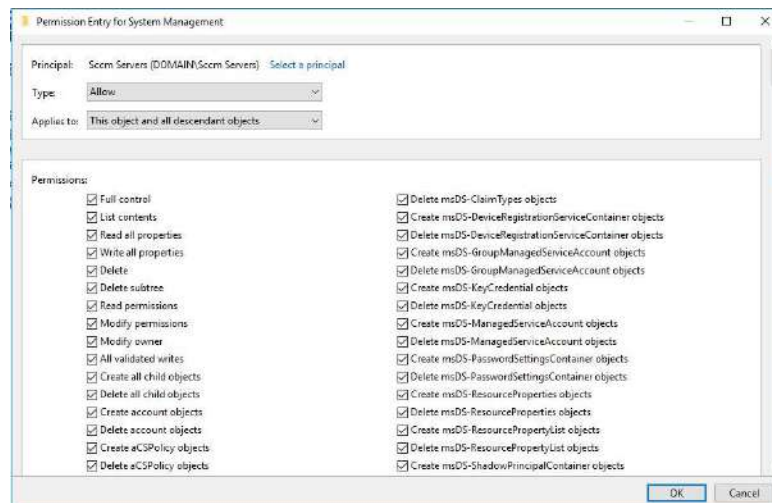 Permission Entry for System Management
Principal: Sccm Servers (DOMAIN\Sccm Servers) Select a principal
Type: Allow
Applies to: This object and all descendant objects
Permissions:
Full control
List contents
Read all properties
Write all properties
Delete
Delete subtree
Read permissions
Modify permissions
Modify owner
All validated writes
Create all child objects
Delete all child objects
Create account objects
Delete account objects
Create aCSPolicy objects
Delete aCSPolicy objects
Delete msDS-ClaimTypes objects
Create msDS-DeviceRegistrationServiceContainer objects
Delete msDS-DeviceRegistrationServiceContainer objects
Create msDS-GroupManagedServiceAccount objects
Delete msDS-GroupManagedServiceAccount objects
Create msDS-KeyCredential objects
Delete msDS-KeyCredential objects
Create msDS-ManagedServiceAccount objects
Delete msDS-ManagedServiceAccount objects
Create msDS-PasswordSettingsContainer objects
Delete msDS-PasswordSettingsContainer objects
Create msDS-ResourceProperties objects
Delete msDS-ResourceProperties objects
Create msDS-ResourcePropertyList objects
Delete msDS-ResourcePropertyList objects
Create msDS-ShadowPrincipalContainer objects
OK Cancel